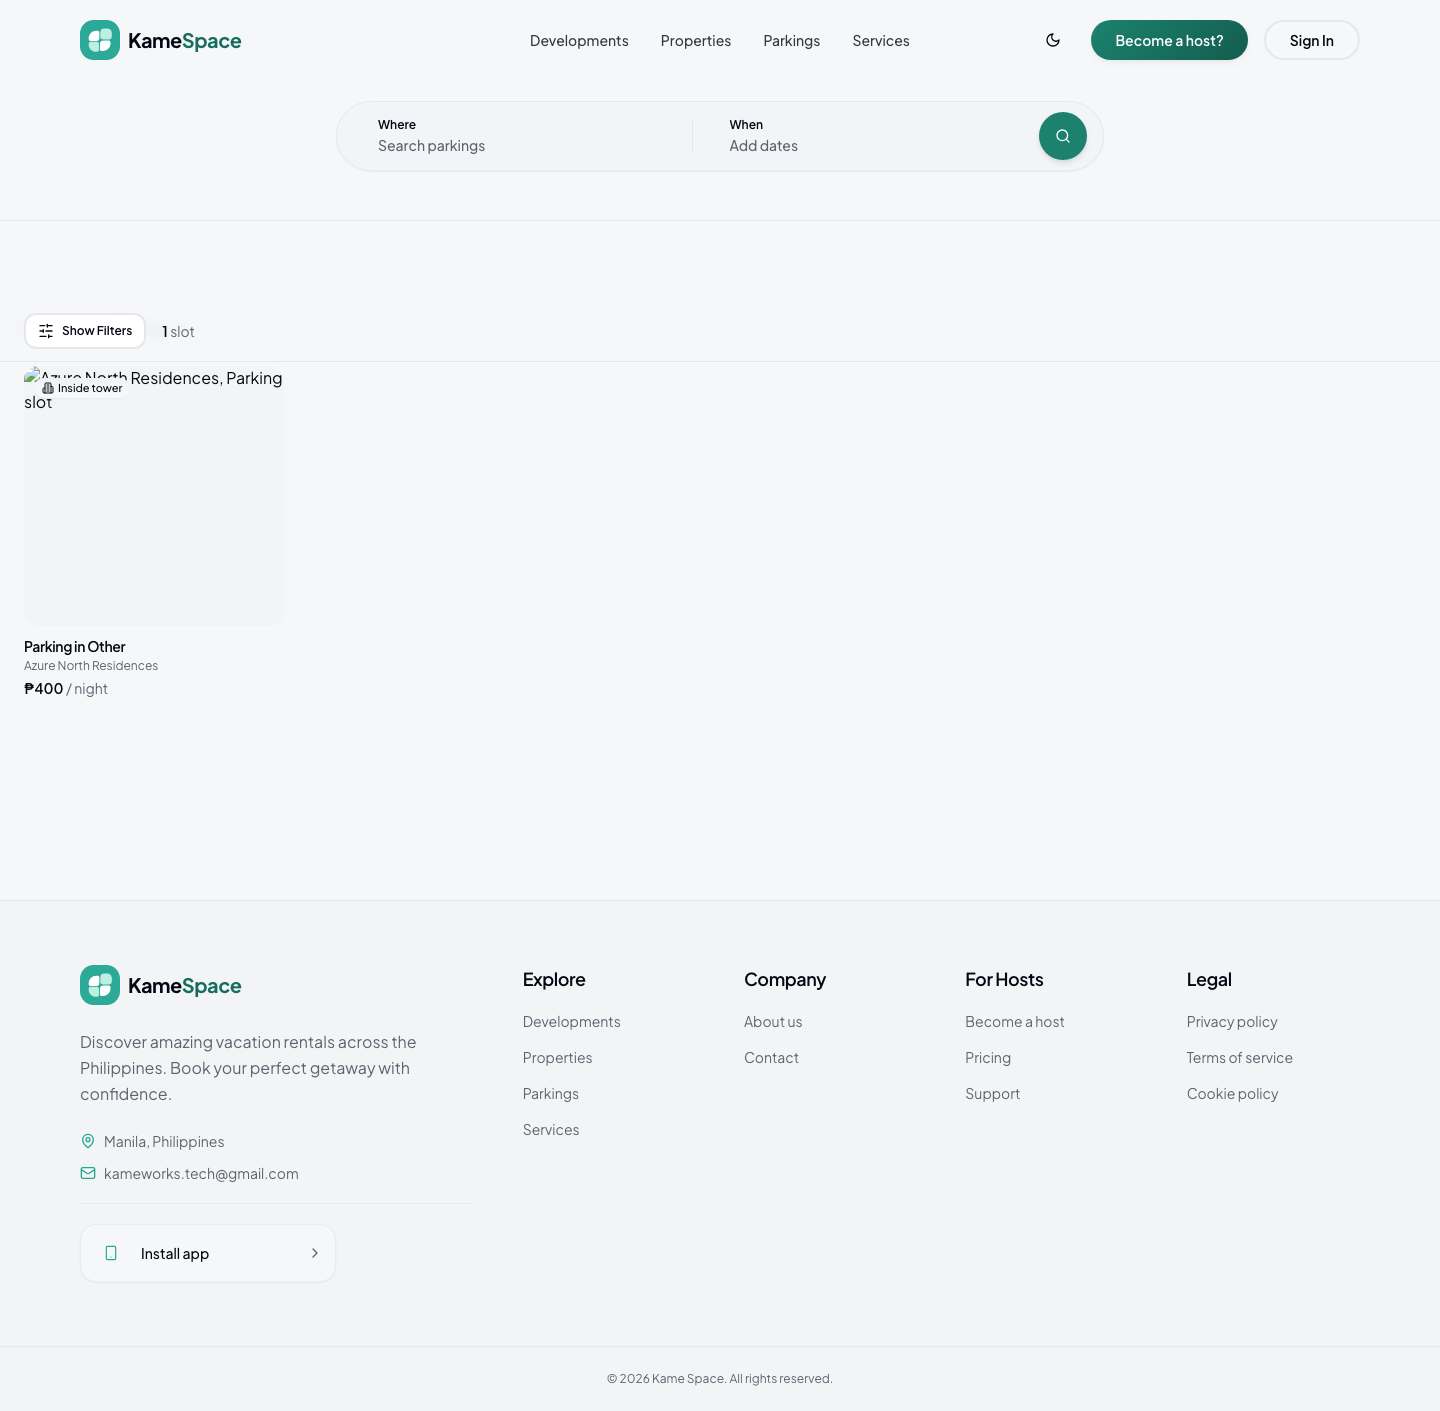 KameSpace
Developments
Properties
Parkings
Services
Become a host?
Sign In
Where
Search parkings
When
Add dates
Show Filters
1 slot
Azure North Residences, Parking
slot
Inside tower
Parking in Other
Azure North Residences
₱400 / night
KameSpace
Discover amazing vacation rentals across the
Philippines. Book your perfect getaway with
confidence.
Manila, Philippines
kameworks.tech@gmail.com
Install app
Explore
Developments
Properties
Parkings
Services
Company
About us
Contact
For Hosts
Become a host
Pricing
Support
Legal
Privacy policy
Terms of service
Cookie policy
© 2026 Kame Space. All rights reserved.